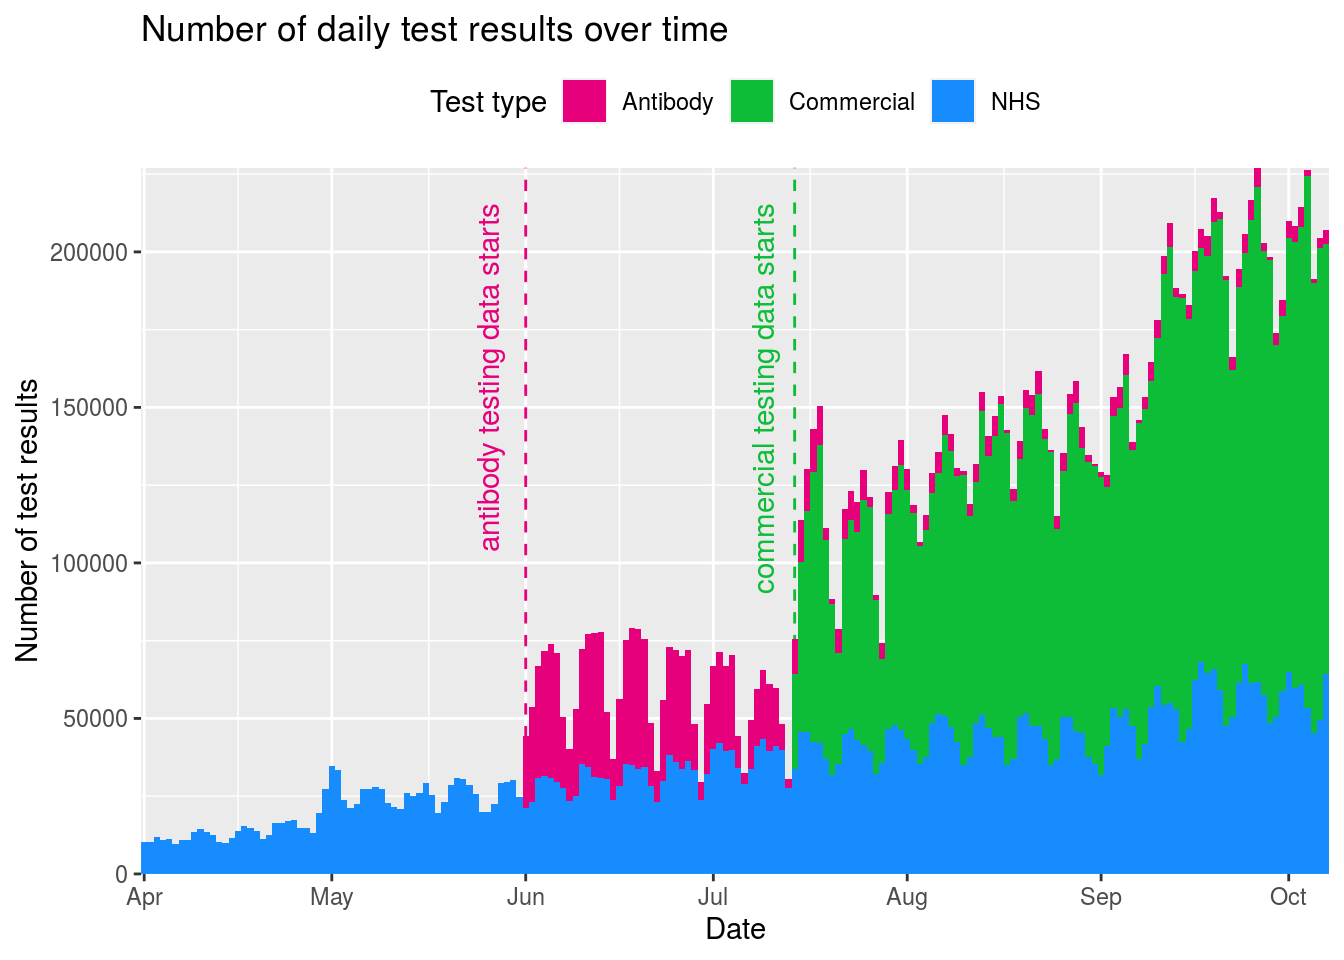 Number of daily test results over time
Test type Antibody Commercial NHS
Number of test results
200000
150000
100000
50000
0
antibody testing data starts
commercial testing data starts
Apr May Jun Jul Aug Sep Oct
Date